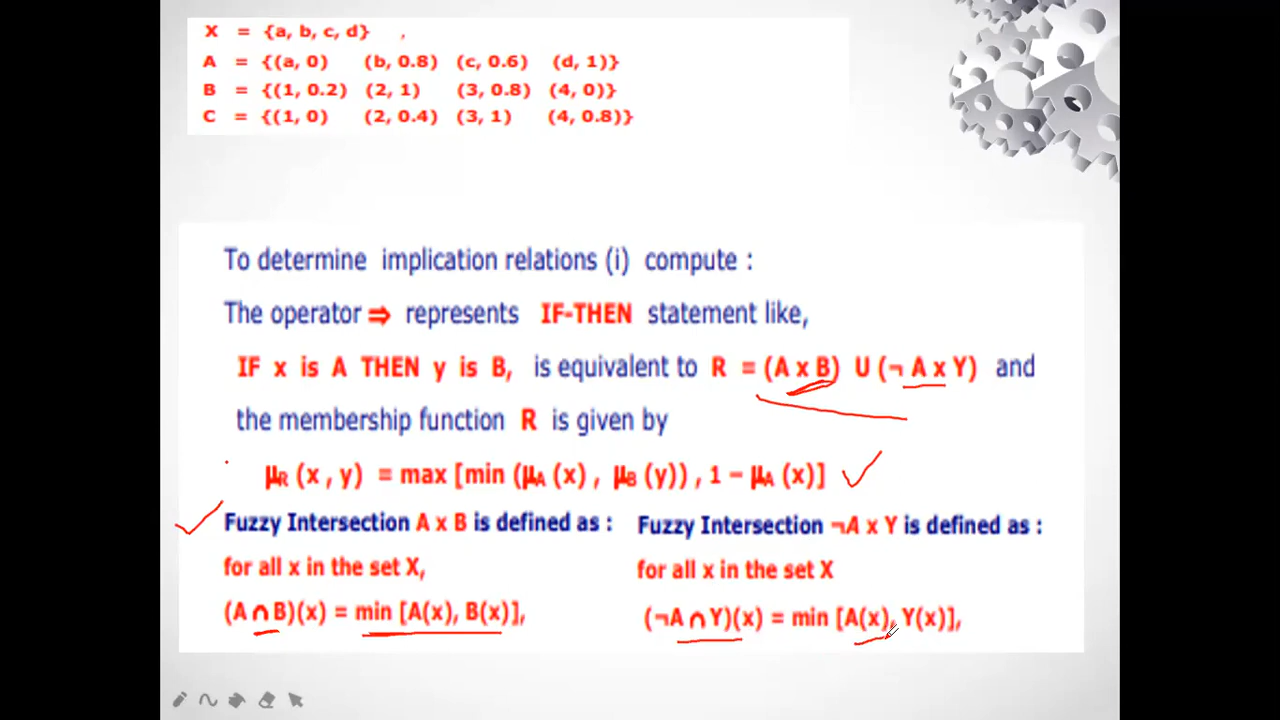 X = {a, b, c, d} ,
A = {(a, 0) (b, 0.8) (c, 0.6) (d, 1)}
B = {(1, 0.2) (2, 1) (3, 0.8) (4, 0)}
C = {(1, 0) (2, 0.4) (3, 1) (4, 0.8)}
To determine implication relations (i) compute :
The operator ⇒ represents IF-THEN statement like,
IF x is A THEN y is B, is equivalent to R = (A x B) U (¬ A x Y) and
the membership function R is given by
μR (x , y) = max [min (μA (x) , μB (y)) , 1 − μA (x)]
Fuzzy Intersection A x B is defined as :
for all x in the set X,
(A ∩ B)(x) = min [A(x), B(x)],
Fuzzy Intersection ¬A x Y is defined as :
for all x in the set X
(¬A ∩ Y)(x) = min [A(x), Y(x)],